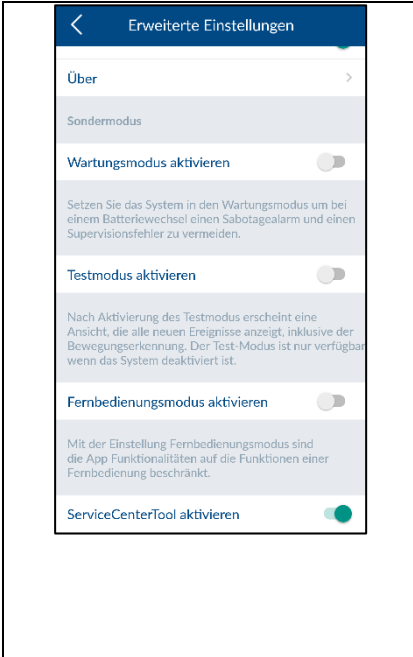 Erweiterte Einstellungen
Über
Sondermodus
Wartungsmodus aktivieren
Setzen Sie das System in den Wartungsmodus um bei
einem Batteriewechsel einen Sabotagealarm und einen
Supervisionsfehler zu vermeiden.
Testmodus aktivieren
Nach Aktivierung des Testmodus erscheint eine
Ansicht, die alle neuen Ereignisse anzeigt, inklusive der
Bewegungserkennung. Der Test-Modus ist nur verfügbar
wenn das System deaktiviert ist.
Fernbedienungsmodus aktivieren
Mit der Einstellung Fernbedienungsmodus sind
die App Funktionalitäten auf die Funktionen einer
Fernbedienung beschränkt.
ServiceCenterTool aktivieren